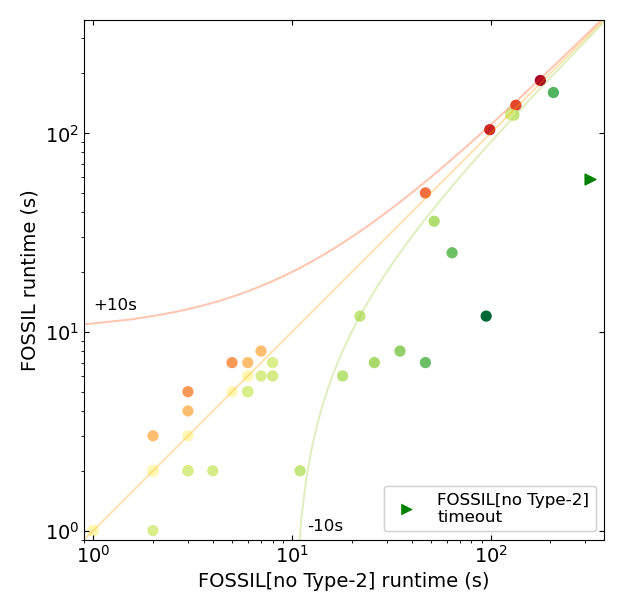 FOSSIL runtime (s)
10²
10¹
10⁰
+10s
-10s
FOSSIL[no Type-2]
timeout
10⁰ 10¹ 10²
FOSSIL[no Type-2] runtime (s)